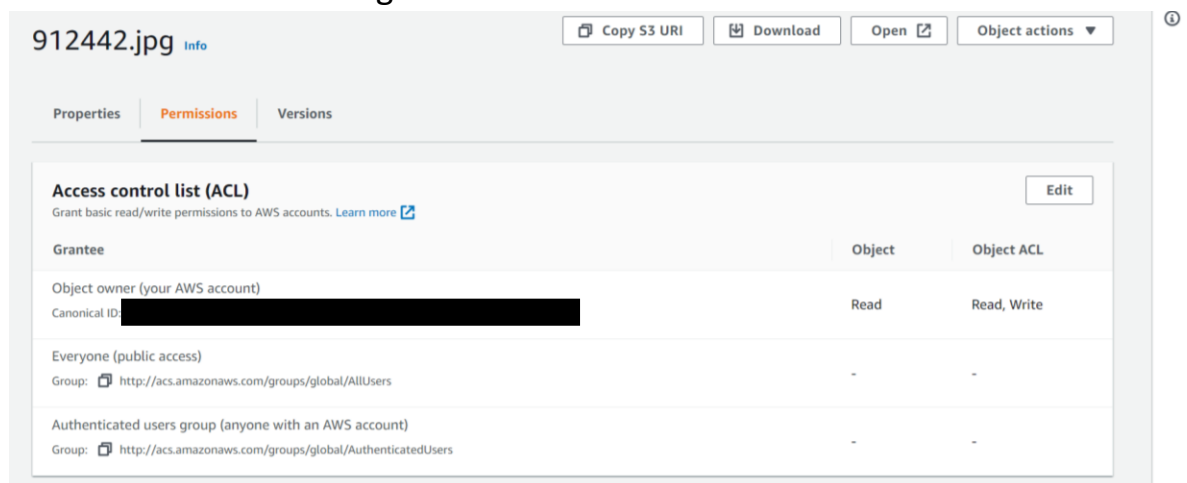 912442.jpg Info
Copy S3 URI Download Open Object actions
Properties Permissions Versions
Access control list (ACL) Edit
Grant basic read/write permissions to AWS accounts. Learn more
Grantee Object Object ACL
Object owner (your AWS account)
Canonical ID: Read Read, Write
Everyone (public access)
Group: http://acs.amazonaws.com/groups/global/AllUsers - -
Authenticated users group (anyone with an AWS account)
Group: http://acs.amazonaws.com/groups/global/AuthenticatedUsers - -